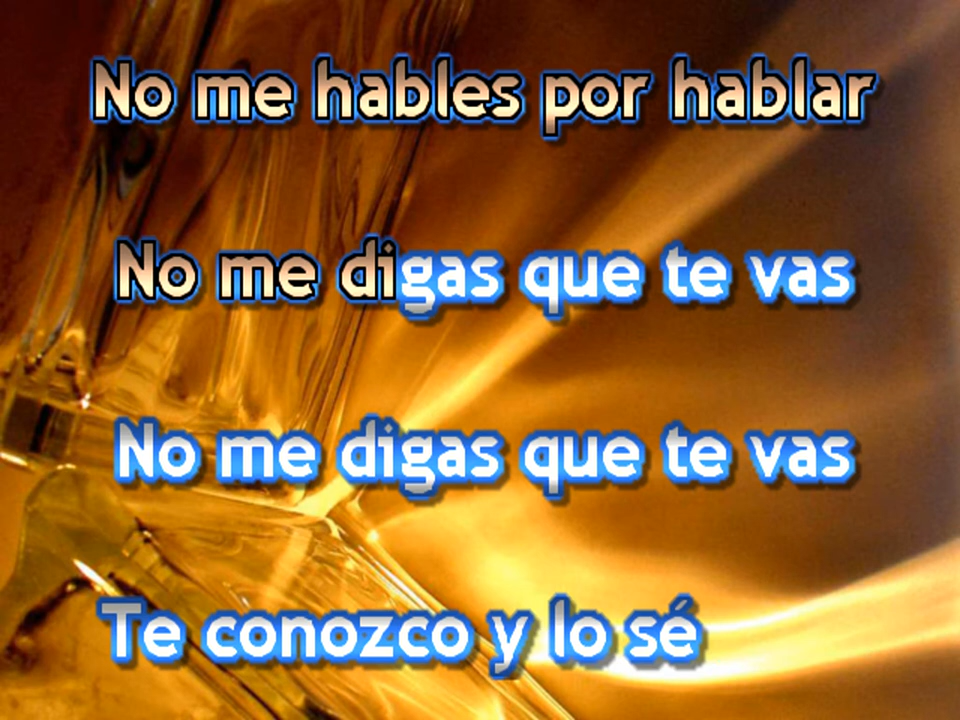 No me hables por hablar
No me digas que te vas
No me digas que te vas
Te conozco y lo sé